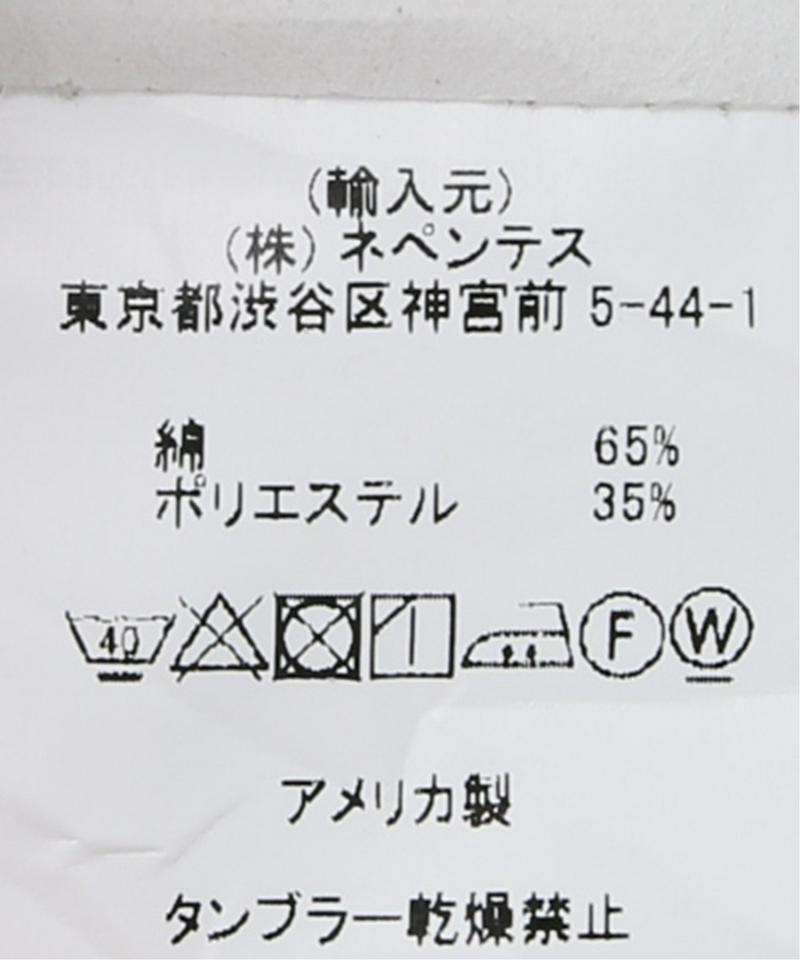 (輸入元)
(株) ネペンテス
東京都渋谷区神宮前 5-44-1
綿 65%
ポリエステル 35%
40 F W
アメリカ製
タンブラー乾燥禁止